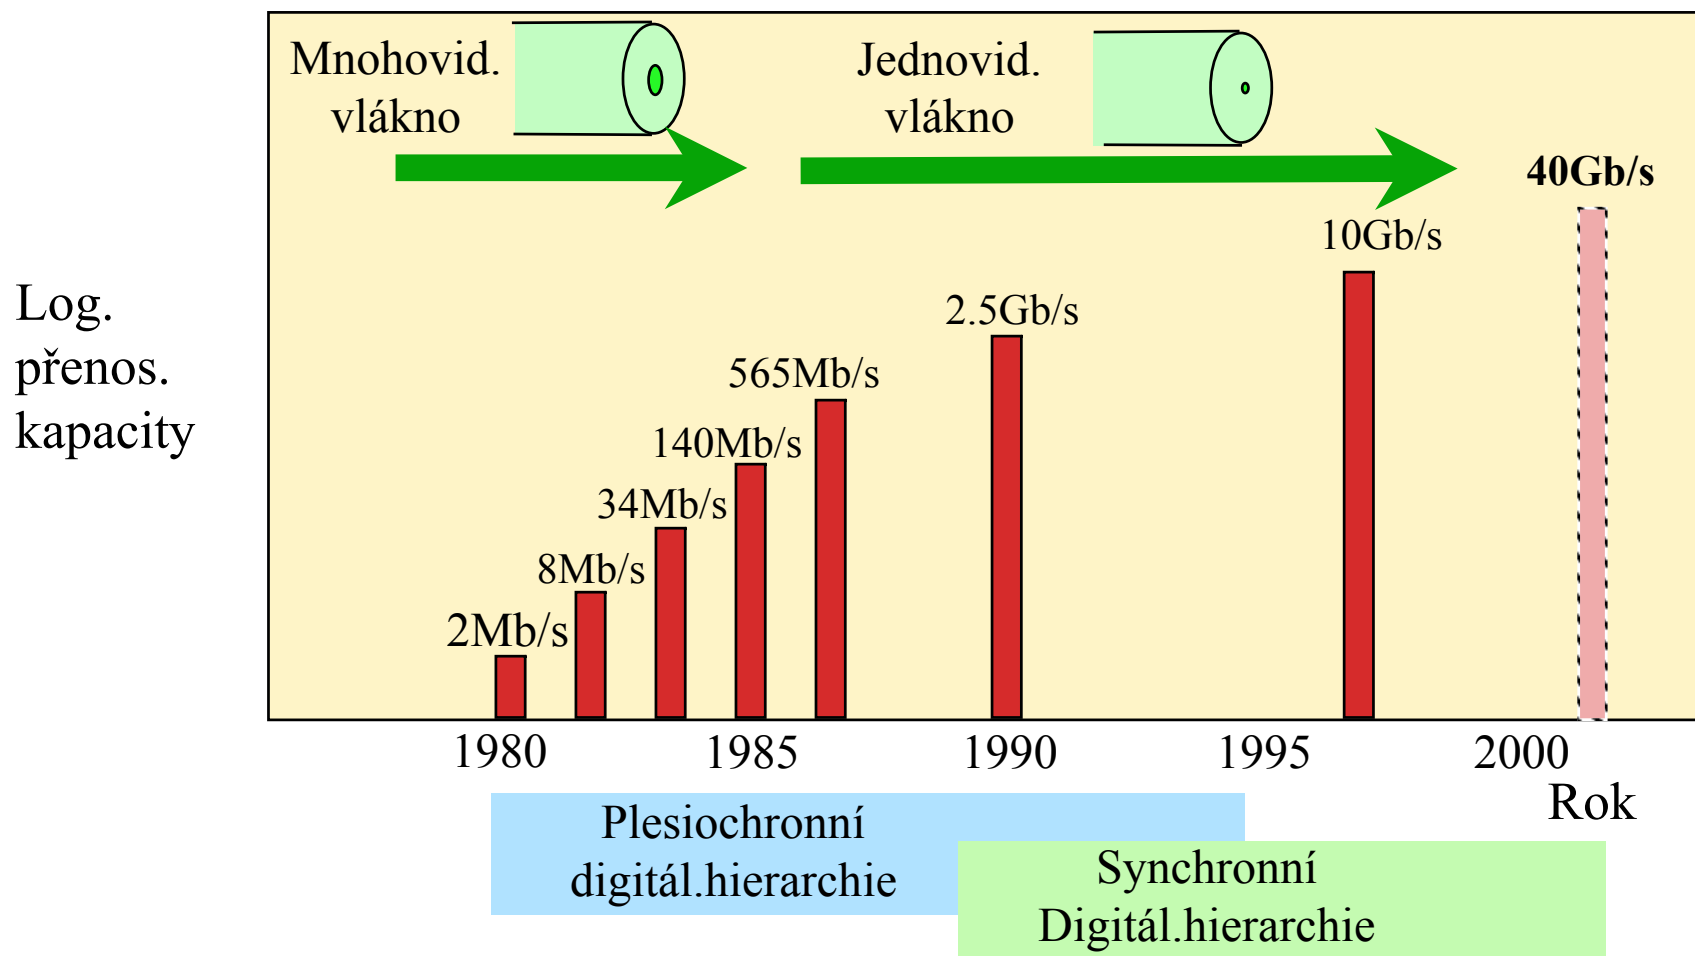 Mnohovid.
vlákno
Jednovid.
vlákno
40Gb/s
10Gb/s
2.5Gb/s
565Mb/s
140Mb/s
34Mb/s
8Mb/s
2Mb/s
Log.
přenos.
kapacity
1980 1985 1990 1995 2000
Rok
Plesiochronní
digitál.hierarchie
Synchronní
Digitál.hierarchie